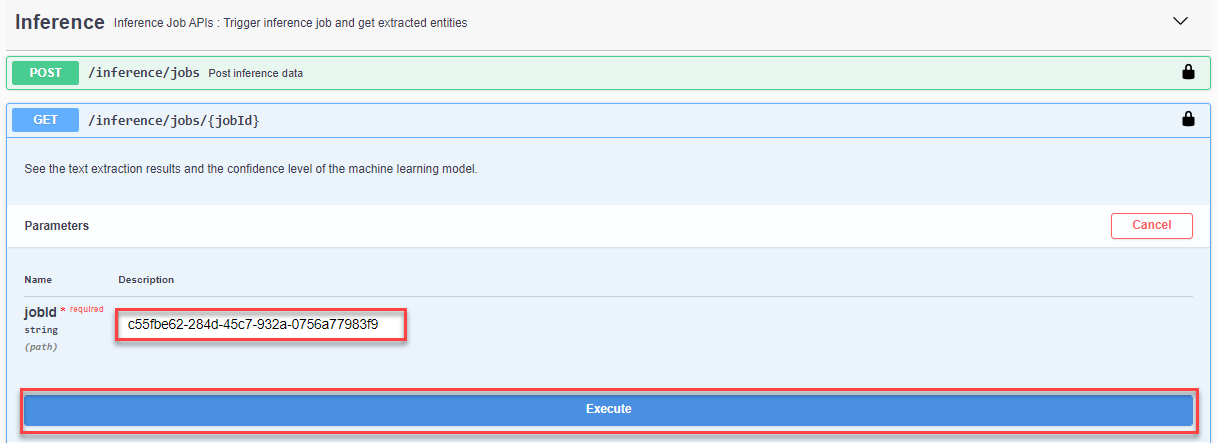 Inference Inference Job APIs : Trigger inference job and get extracted entities
POST /inference/jobs Post inference data
GET /inference/jobs/{jobId}
See the text extraction results and the confidence level of the machine learning model.
Parameters Cancel
Name Description
jobId * required c55fbe62-284d-45c7-932a-0756a77983f9
string
(path)
Execute